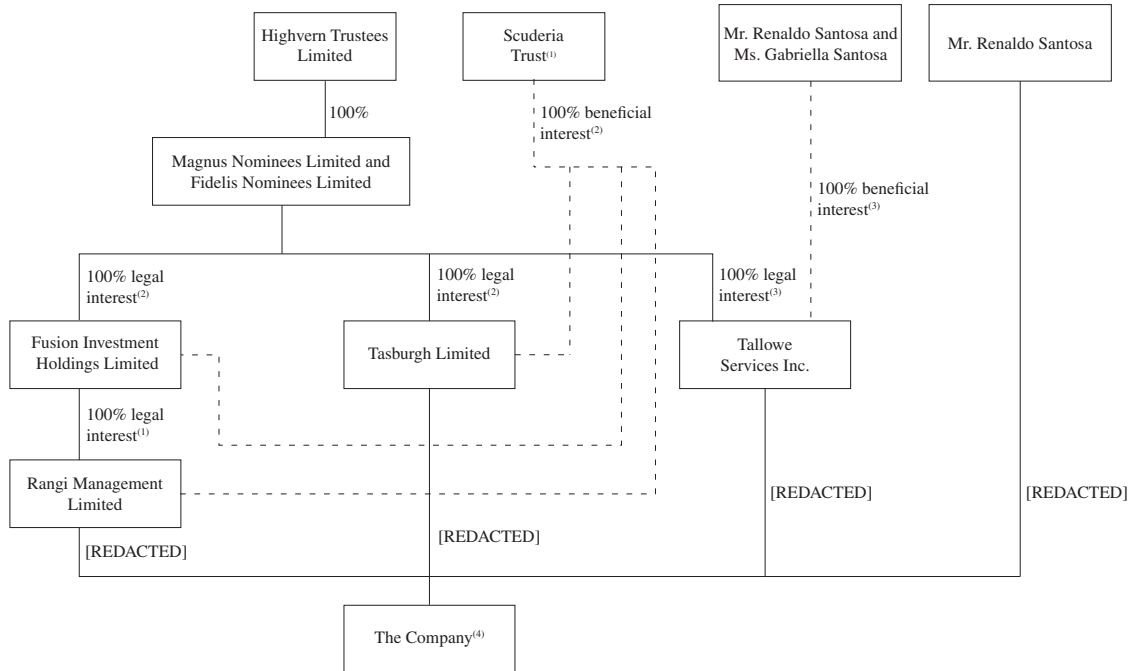 Highvern Trustees
Limited
Scuderia
Trust(1)
Mr. Renaldo Santosa and
Ms. Gabriella Santosa
Mr. Renaldo Santosa
100%
100% beneficial
interest(2)
Magnus Nominees Limited and
Fidelis Nominees Limited
100% beneficial
interest(3)
100% legal
interest(2)
100% legal
interest(2)
100% legal
interest(3)
Fusion Investment
Holdings Limited
Tasburgh Limited
Tallowe
Services Inc.
100% legal
interest(1)
Rangi Management
Limited
[REDACTED]
[REDACTED]
[REDACTED]
[REDACTED]
The Company(4)